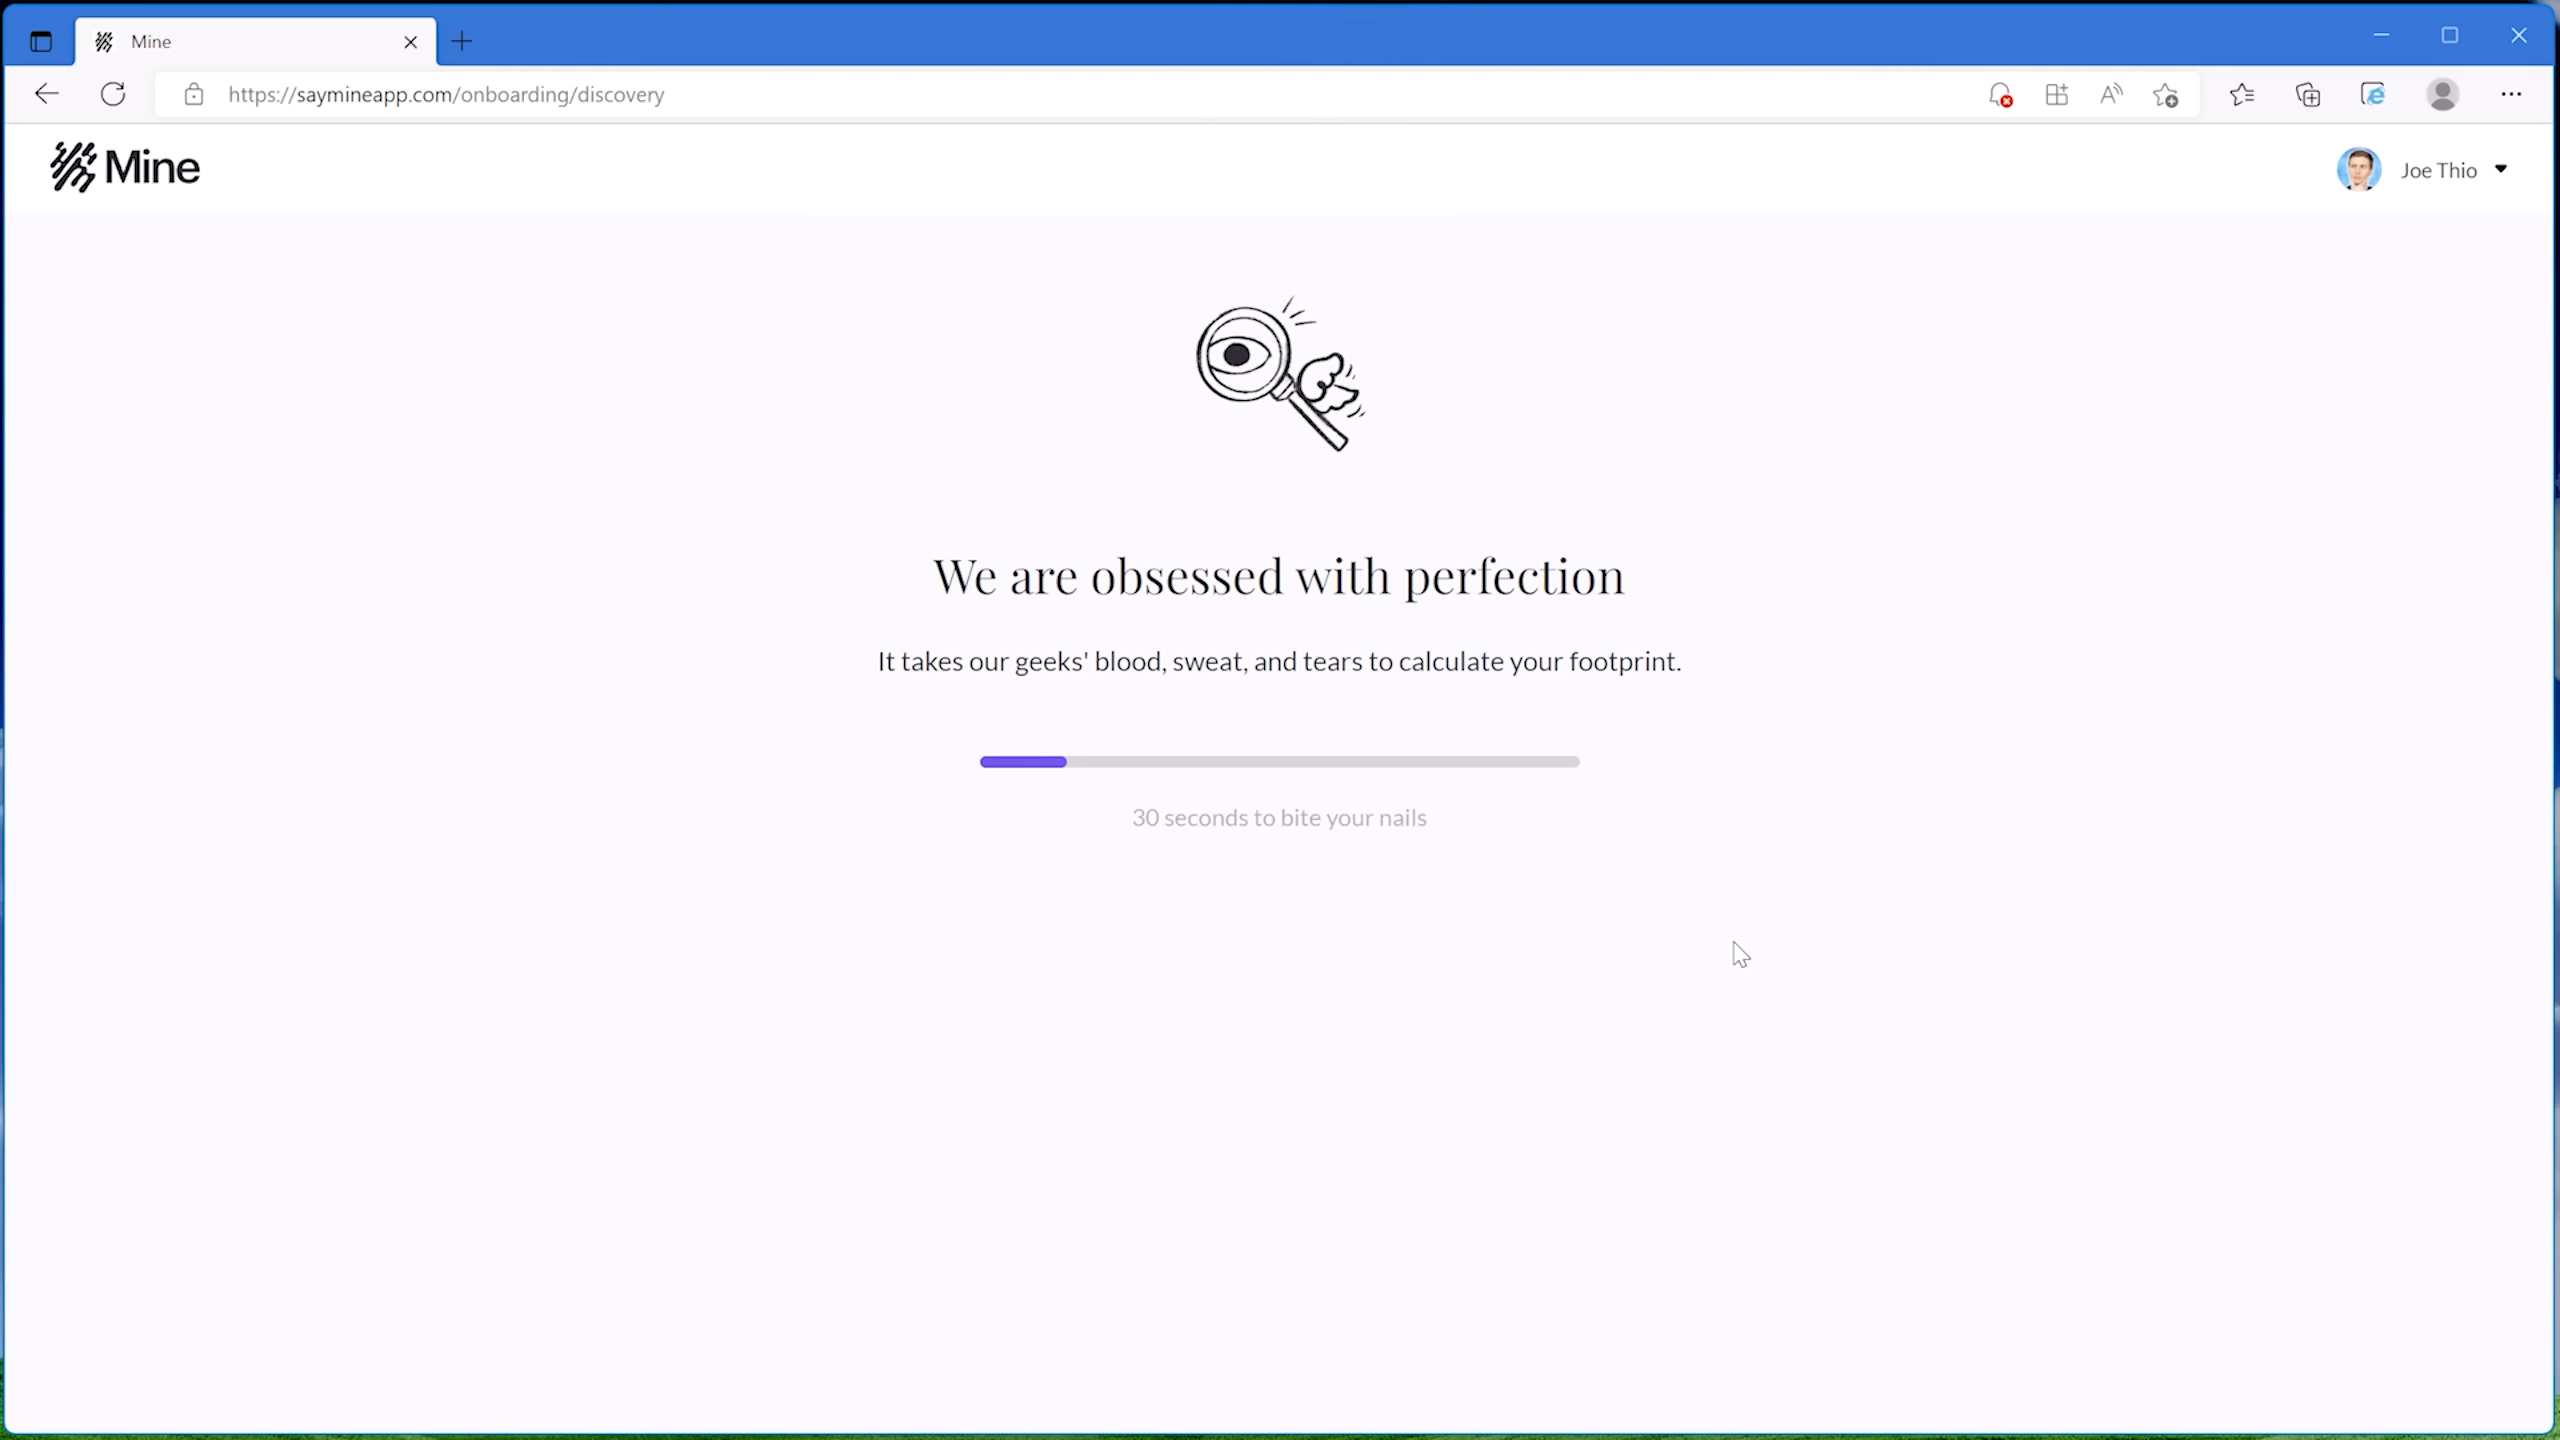 Mine
https://saymineapp.com/onboarding/discovery
Mine
Joe Thio
We are obsessed with perfection
It takes our geeks' blood, sweat, and tears to calculate your footprint.
30 seconds to bite your nails